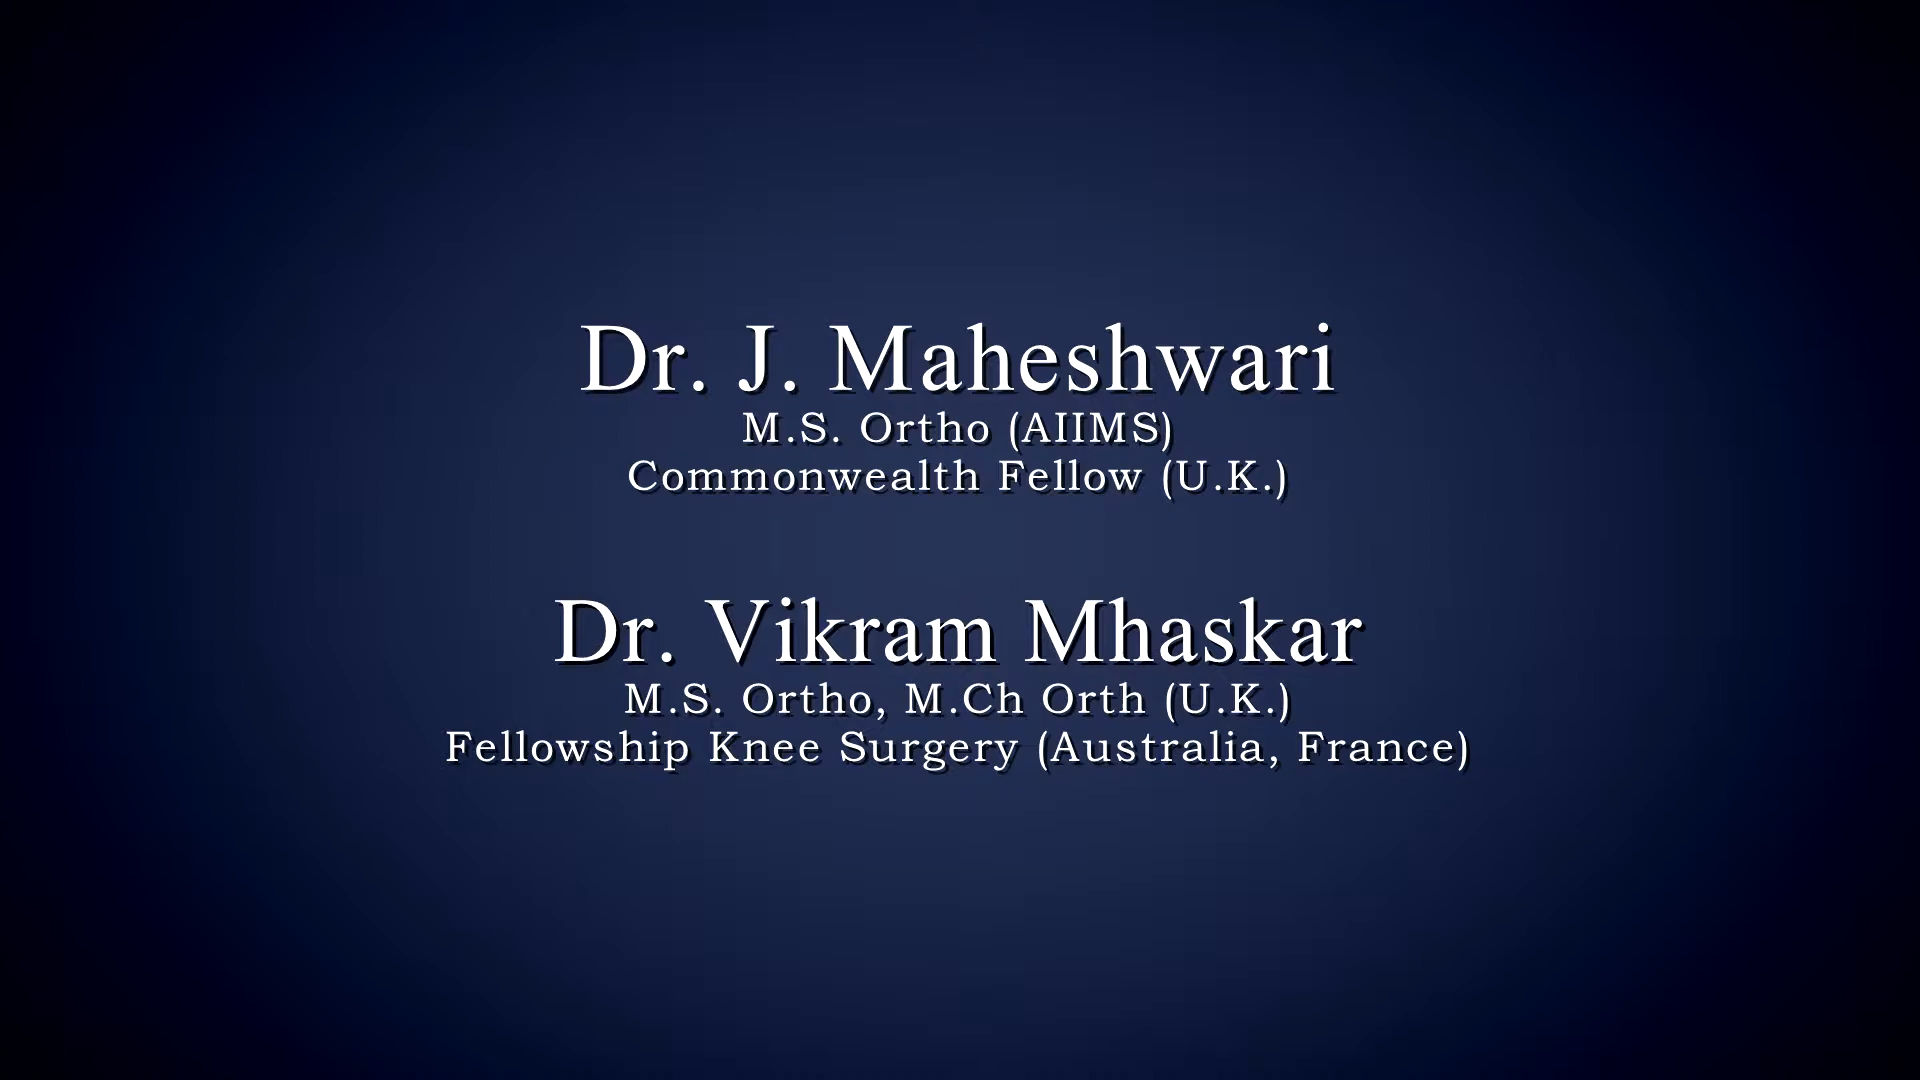 Dr. J. Maheshwari
M.S. Ortho (AIIMS)
Commonwealth Fellow (U.K.)
Dr. Vikram Mhaskar
M.S. Ortho, M.Ch Orth (U.K.)
Fellowship Knee Surgery (Australia, France)